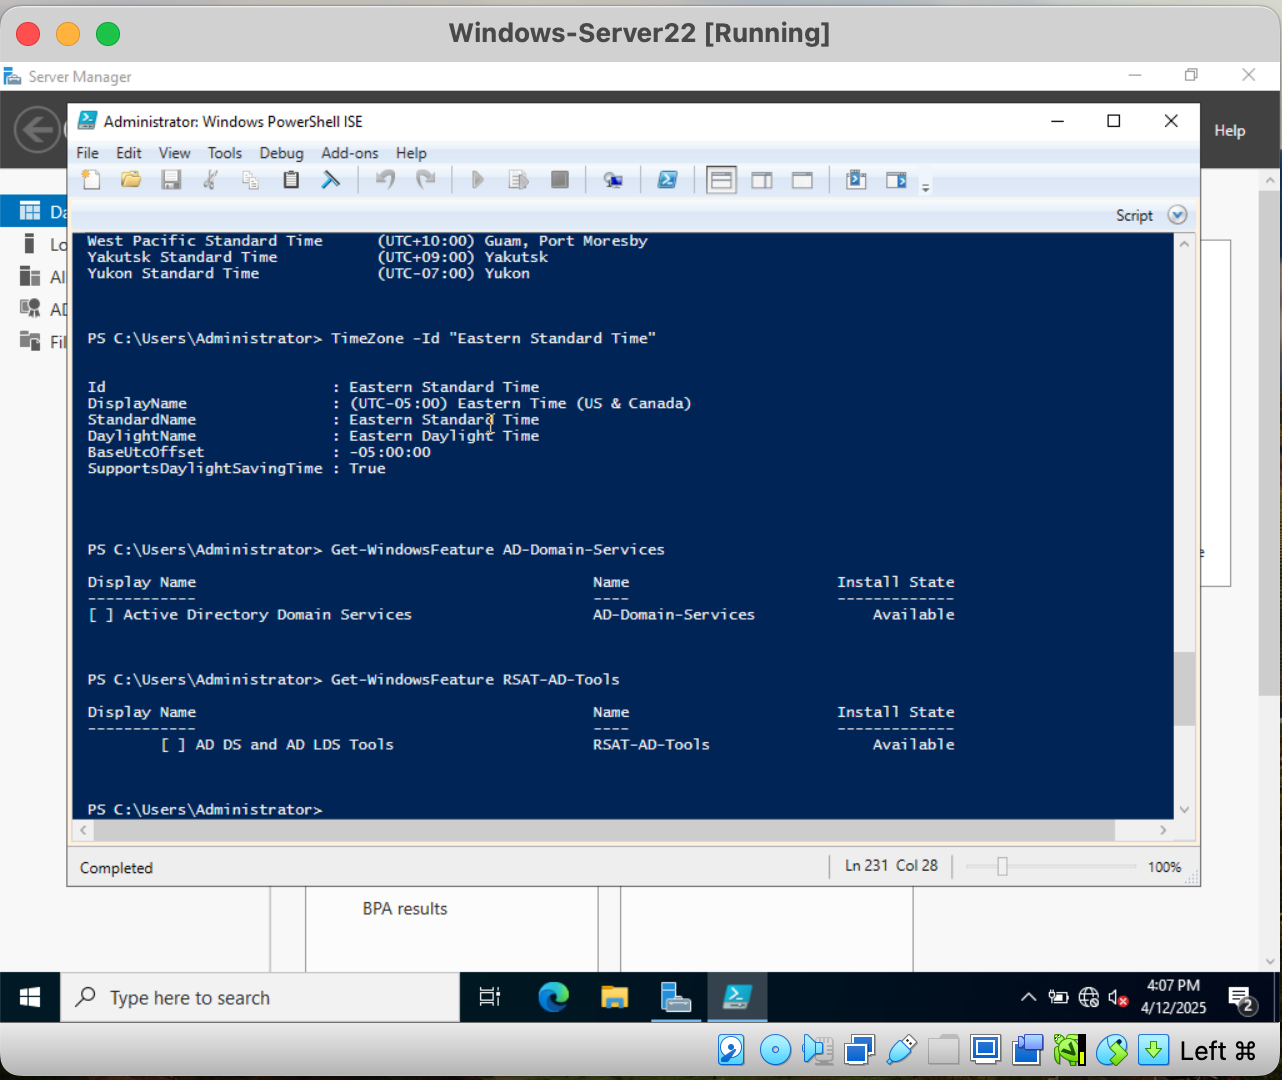 Windows-Server22 [Running]
Server Manager
Help
Administrator: Windows PowerShell ISE
File Edit View Tools Debug Add-ons Help
Script
Da
Lo
Al
AD
Fil
West Pacific Standard Time (UTC+10:00) Guam, Port Moresby
Yakutsk Standard Time (UTC+09:00) Yakutsk
Yukon Standard Time (UTC-07:00) Yukon
PS C:\Users\Administrator> TimeZone -Id "Eastern Standard Time"
Id : Eastern Standard Time
DisplayName : (UTC-05:00) Eastern Time (US & Canada)
StandardName : Eastern Standard Time
DaylightName : Eastern Daylight Time
BaseUtcOffset : -05:00:00
SupportsDaylightSavingTime : True
PS C:\Users\Administrator> Get-WindowsFeature AD-Domain-Services
Display Name Name Install State
------------ ---- -------------
[ ] Active Directory Domain Services AD-Domain-Services Available
PS C:\Users\Administrator> Get-WindowsFeature RSAT-AD-Tools
Display Name Name Install State
------------ ---- -------------
[ ] AD DS and AD LDS Tools RSAT-AD-Tools Available
PS C:\Users\Administrator>
Completed
Ln 231 Col 28
100%
BPA results
Type here to search
4:07 PM
4/12/2025
2
Left ⌘